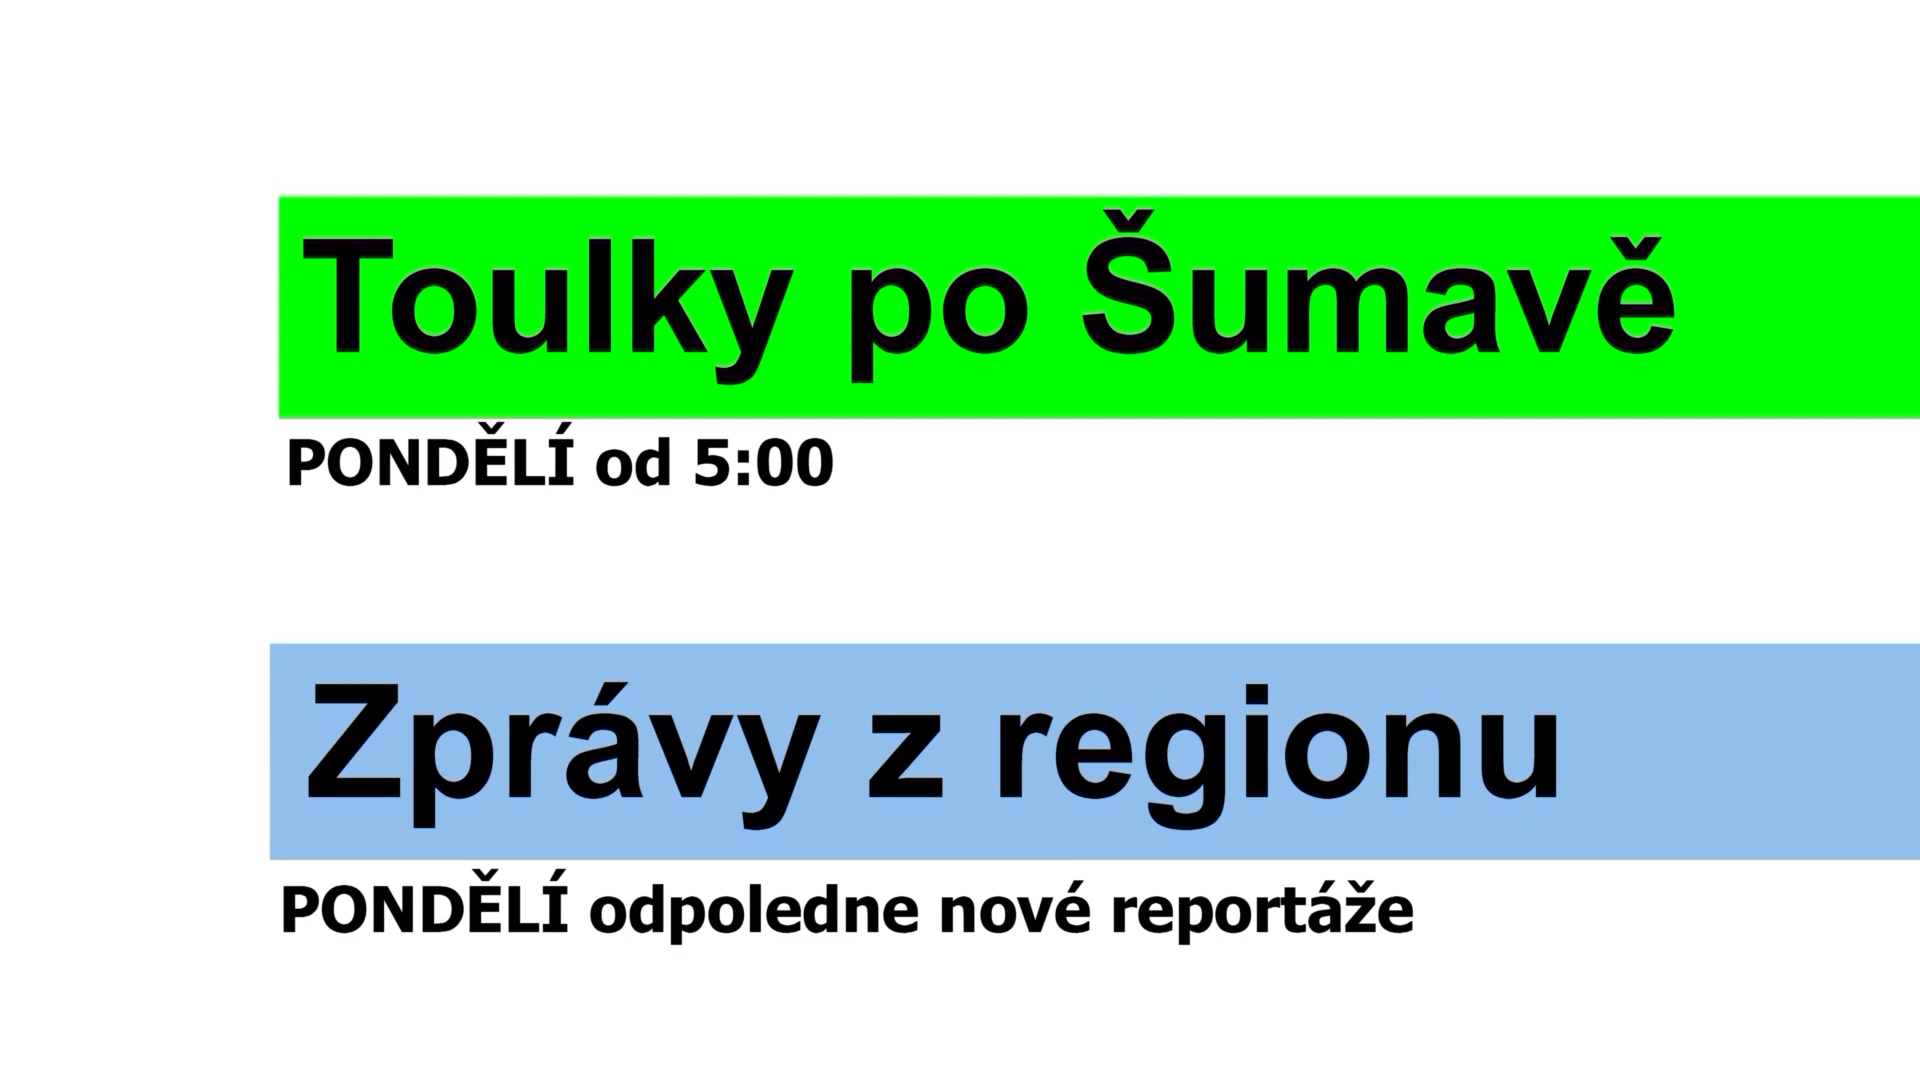 Toulky po Šumavě
PONDĚLÍ od 5:00
Zprávy z regionu
PONDĚLÍ odpoledne nové reportáže